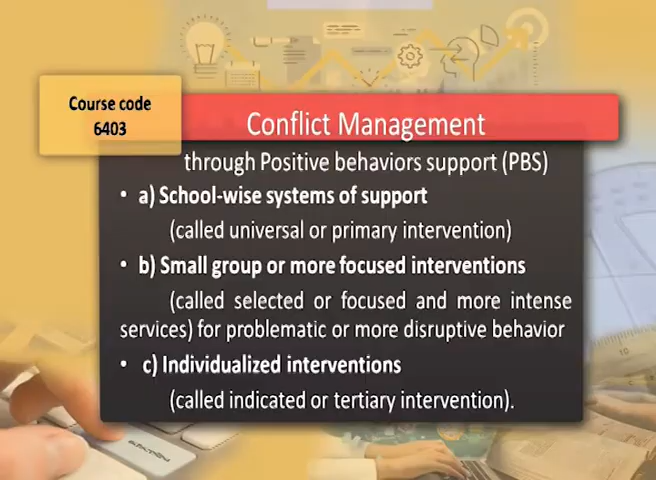 Course code
6403
Conflict Management
through Positive behaviors support (PBS)
• a) School-wise systems of support
(called universal or primary intervention)
• b) Small group or more focused interventions
(called selected or focused and more intense
services) for problematic or more disruptive behavior
• c) Individualized interventions
(called indicated or tertiary intervention).